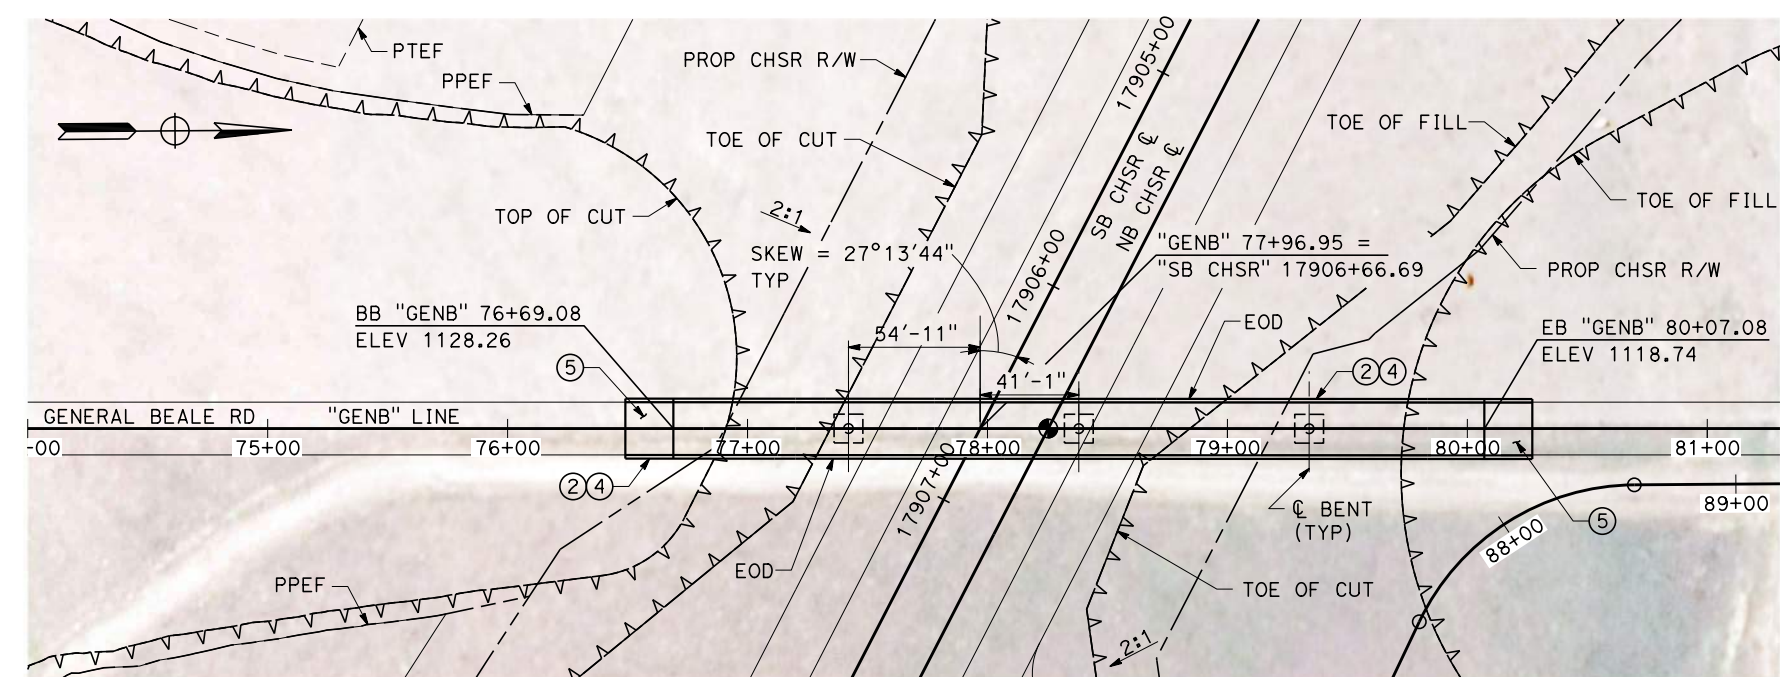 PTEF
PPEF
PROP CHSR R/W
TOE OF CUT
17905+00
TOE OF FILL
SB CHSR ℄
NB CHSR ℄
TOE OF FILL
TOP OF CUT
2:1
SKEW = 27°13'44"
TYP
17906+00
"GENB" 77+96.95 =
"SB CHSR" 17906+66.69
PROP CHSR R/W
BB "GENB" 76+69.08
ELEV 1128.26
54'-11"
EOD
EB "GENB" 80+07.08
ELEV 1118.74
5
41'-1"
2 4
GENERAL BEALE RD "GENB" LINE
-00 75+00 76+00 77+00 78+00 79+00 80+00 81+00
2 4
17907+00
℄ BENT
(TYP)
5
89+00
88+00
EOD
PPEF
TOE OF CUT
2:1